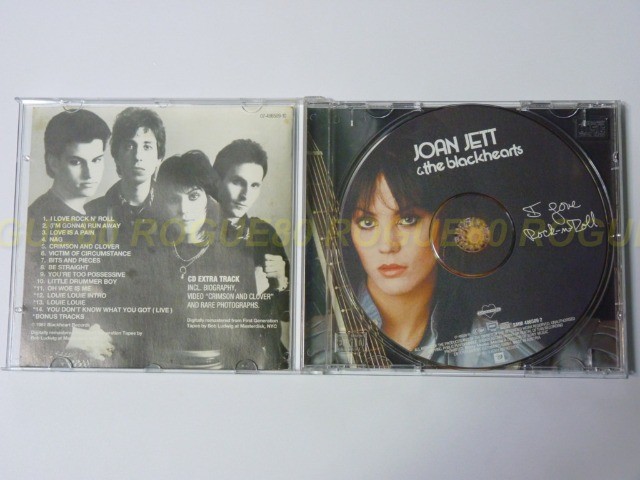 1. I LOVE ROCK N' ROLL
2. (I'M GONNA) RUN AWAY
3. LOVE IS A PAIN
4. NAG
5. CRIMSON AND CLOVER
6. VICTIM OF CIRCUMSTANCE
7. BITS AND PIECES
8. BE STRAIGHT
9. YOU'RE TOO POSSESSIVE
10. LITTLE DRUMMER BOY
*11. OH WOE IS ME
*12. LOUIE LOUIE INTRO
*13. LOUIE LOUIE
*14. YOU DON'T KNOW WHAT YOU GOT (LIVE)
*BONUS TRACKS
CD EXTRA TRACK
INCL. BIOGRAPHY,
VIDEO "CRIMSON AND CLOVER"
AND RARE PHOTOGRAPHS.
Digitally remastered from First Generation
Tapes by Bob Ludwig at MasterDisk, NYC
JOAN JETT
& the blackhearts
I Love
Rock-n-Roll
ROGUE80 ROGUE80 ROGUE